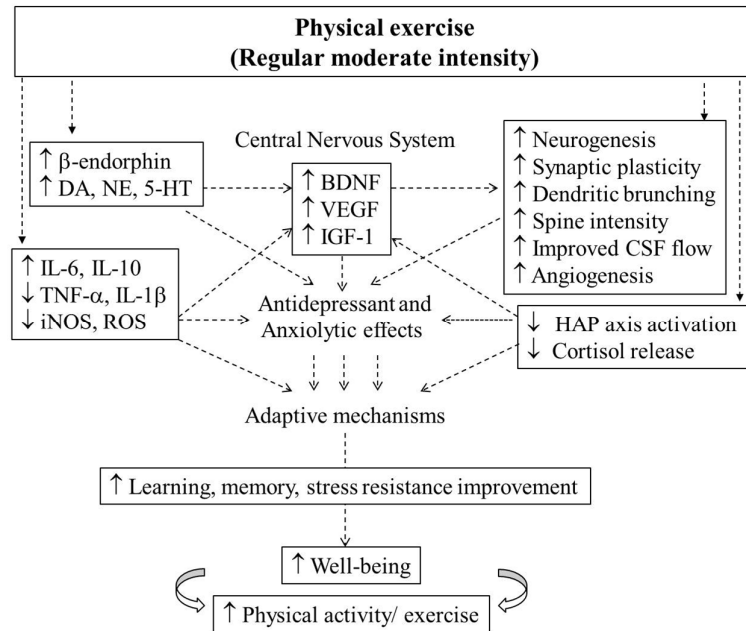 Physical exercise
(Regular moderate intensity)
Central Nervous System
↑ β-endorphin
↑ DA, NE, 5-HT
↑ BDNF
↑ VEGF
↑ IGF-1
↑ Neurogenesis
↑ Synaptic plasticity
↑ Dendritic brunching
↑ Spine intensity
↑ Improved CSF flow
↑ Angiogenesis
↑ IL-6, IL-10
↓ TNF-α, IL-1β
↓ iNOS, ROS
Antidepressant and
Anxiolytic effects
↓ HAP axis activation
↓ Cortisol release
Adaptive mechanisms
↑ Learning, memory, stress resistance improvement
↑ Well-being
↑ Physical activity/ exercise